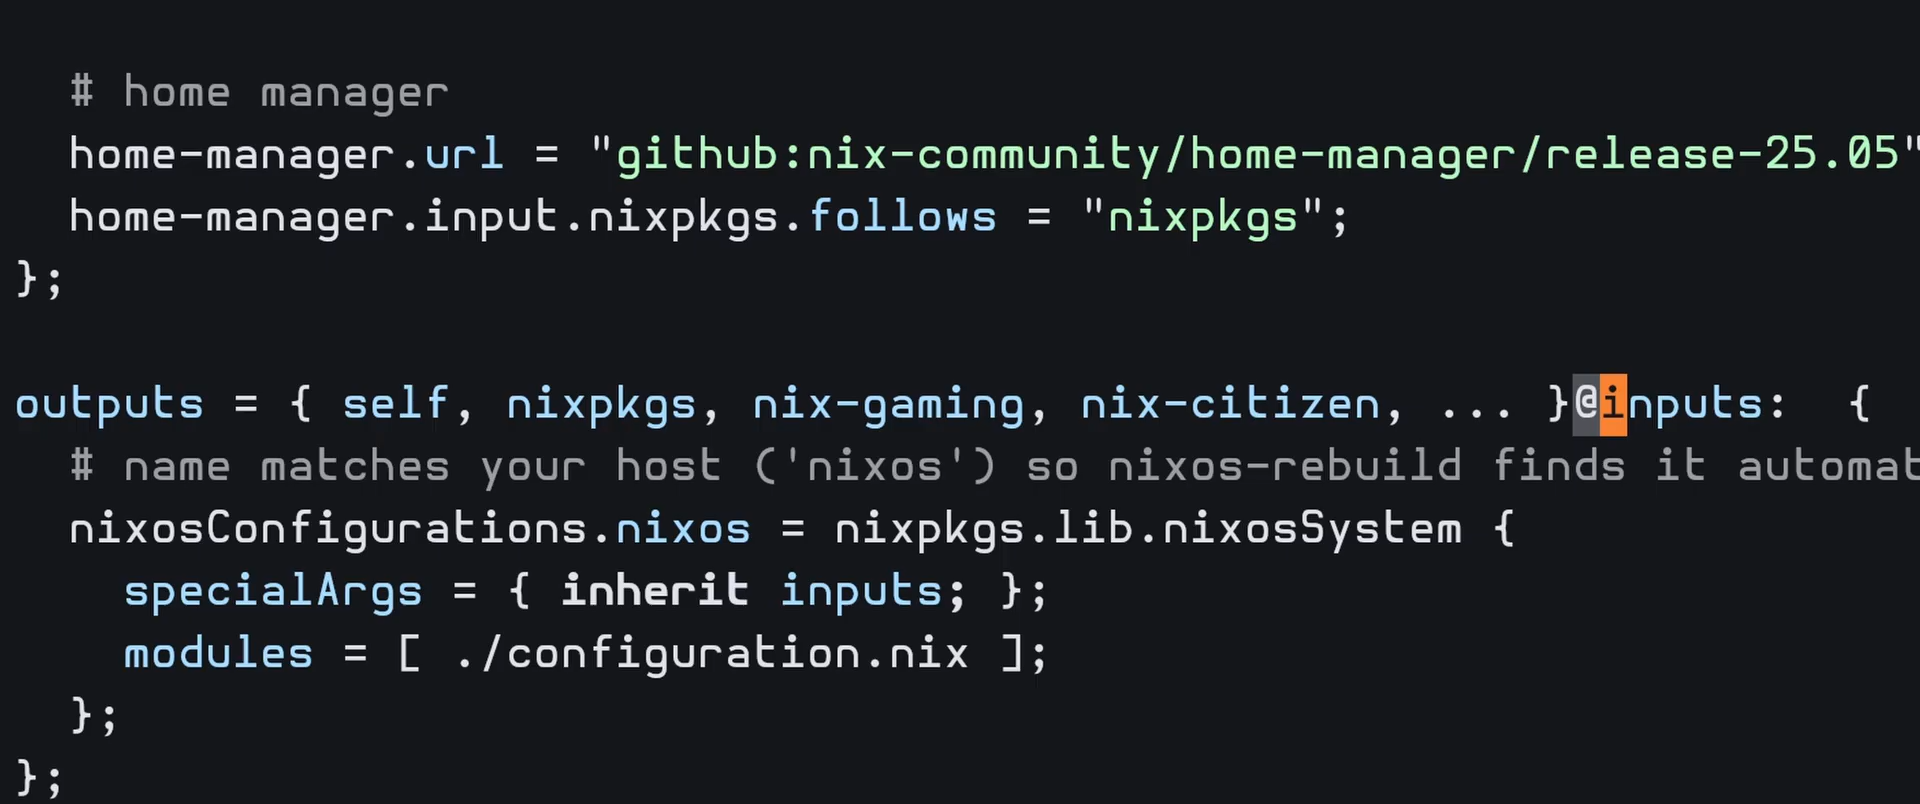 # home manager
home-manager.url = "github:nix-community/home-manager/release-25.05"
home-manager.input.nixpkgs.follows = "nixpkgs";
};
outputs = { self, nixpkgs, nix-gaming, nix-citizen, ... }@inputs:  {
# name matches your host ('nixos') so nixos-rebuild finds it automat
nixosConfigurations.nixos = nixpkgs.lib.nixosSystem {
specialArgs = { inherit inputs; };
modules = [ ./configuration.nix ];
};
};